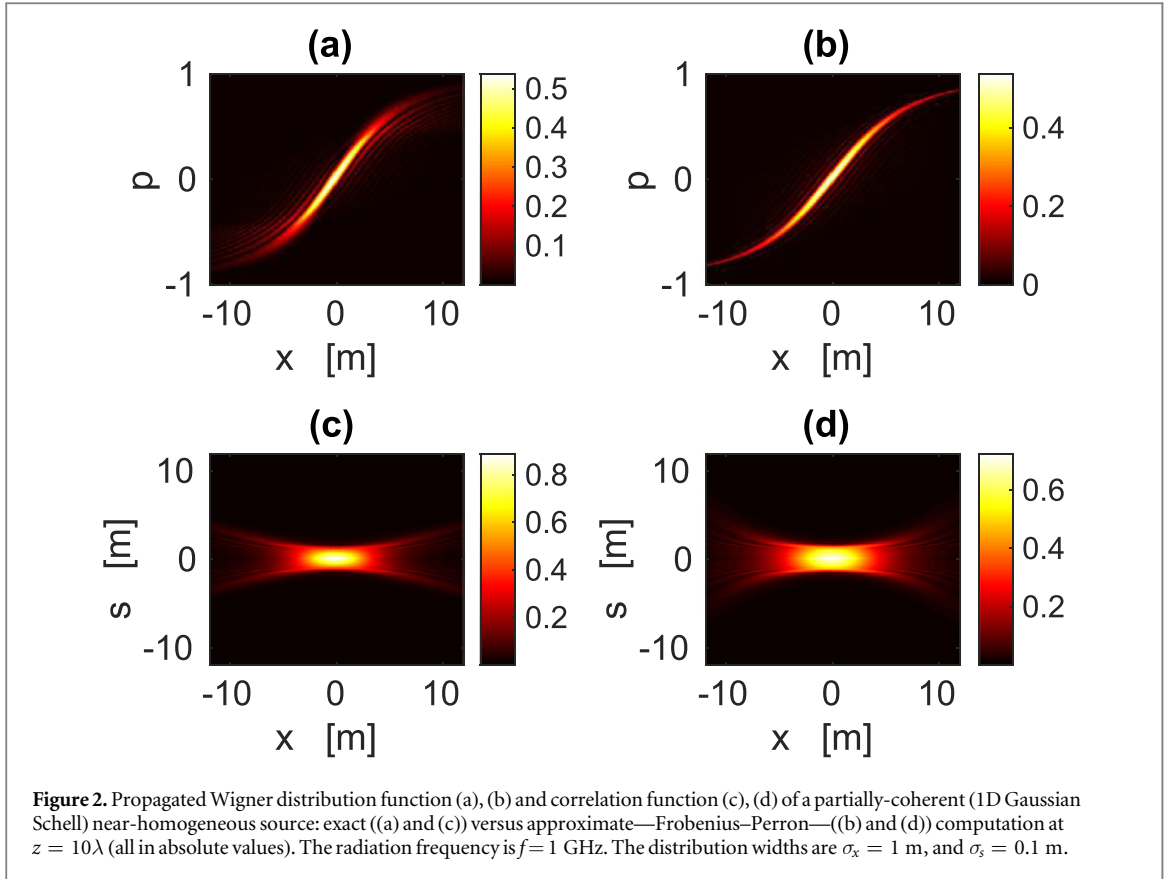 (a)
1
0
-1
p
-10 0 10
x [m]
0.5
0.4
0.3
0.2
0.1
(b)
1
0
-1
p
-10 0 10
x [m]
0.4
0.2
0
(c)
10
0
-10
s [m]
-10 0 10
x [m]
0.8
0.6
0.4
0.2
(d)
10
0
-10
s [m]
-10 0 10
x [m]
0.6
0.4
0.2
Figure 2. Propagated Wigner distribution function (a), (b) and correlation function (c), (d) of a partially-coherent (1D Gaussian
Schell) near-homogeneous source: exact ((a) and (c)) versus approximate—Frobenius–Perron—((b) and (d)) computation at
z = 10λ (all in absolute values). The radiation frequency is f = 1 GHz. The distribution widths are σx = 1 m, and σs = 0.1 m.